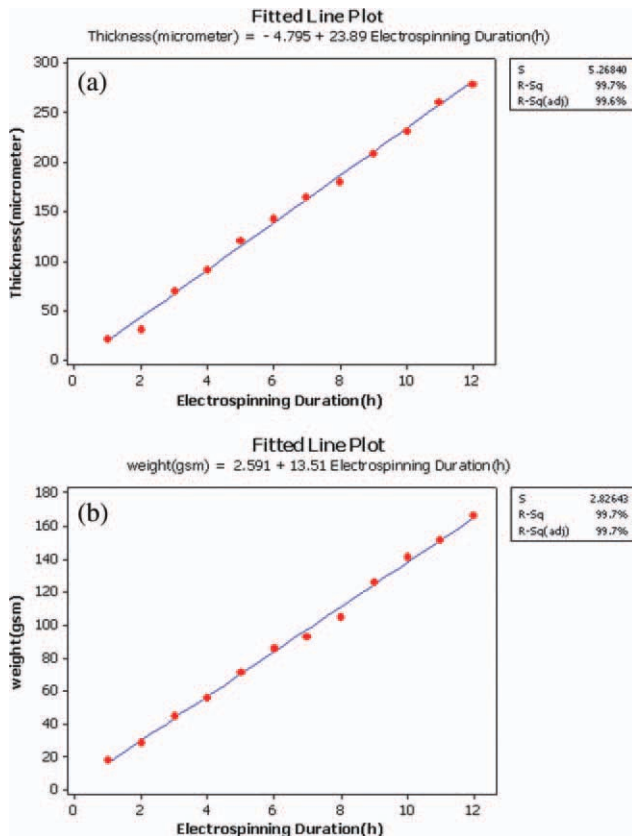 Fitted Line Plot
Thickness(micrometer) = - 4.795 + 23.89 Electrospinning Duration(h)
(a)
S 5.26840
R-Sq 99.7%
R-Sq(adj) 99.6%
300
250
200
150
100
50
0
Thickness(micrometer)
0 2 4 6 8 10 12
Electrospinning Duration(h)
Fitted Line Plot
weight(gsm) = 2.591 + 13.51 Electrospinning Duration(h)
(b)
S 2.82643
R-Sq 99.7%
R-Sq(adj) 99.7%
180
160
140
120
100
80
60
40
20
0
weight(gsm)
0 2 4 6 8 10 12
Electrospinning Duration(h)